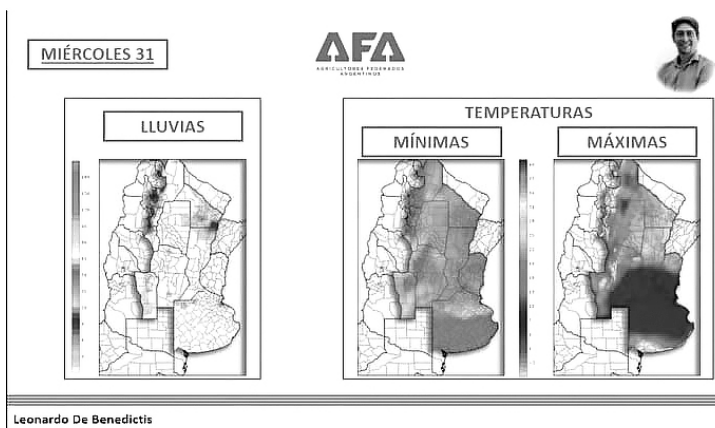 MIÉRCOLES 31
AFA
AGRICULTORES FEDERADOS
ARGENTINOS
LLUVIAS
TEMPERATURAS
MÍNIMAS
MÁXIMAS
Leonardo De Benedictis